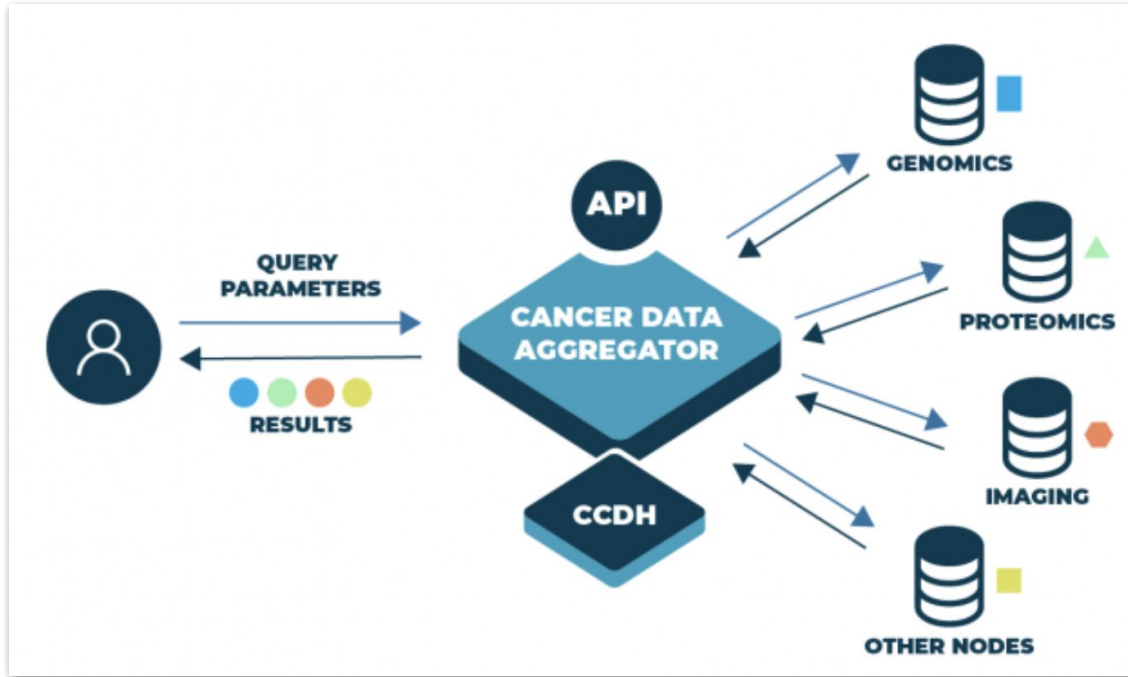 QUERY
PARAMETERS
RESULTS
API
CANCER DATA
AGGREGATOR
CCDH
GENOMICS
PROTEOMICS
IMAGING
OTHER NODES